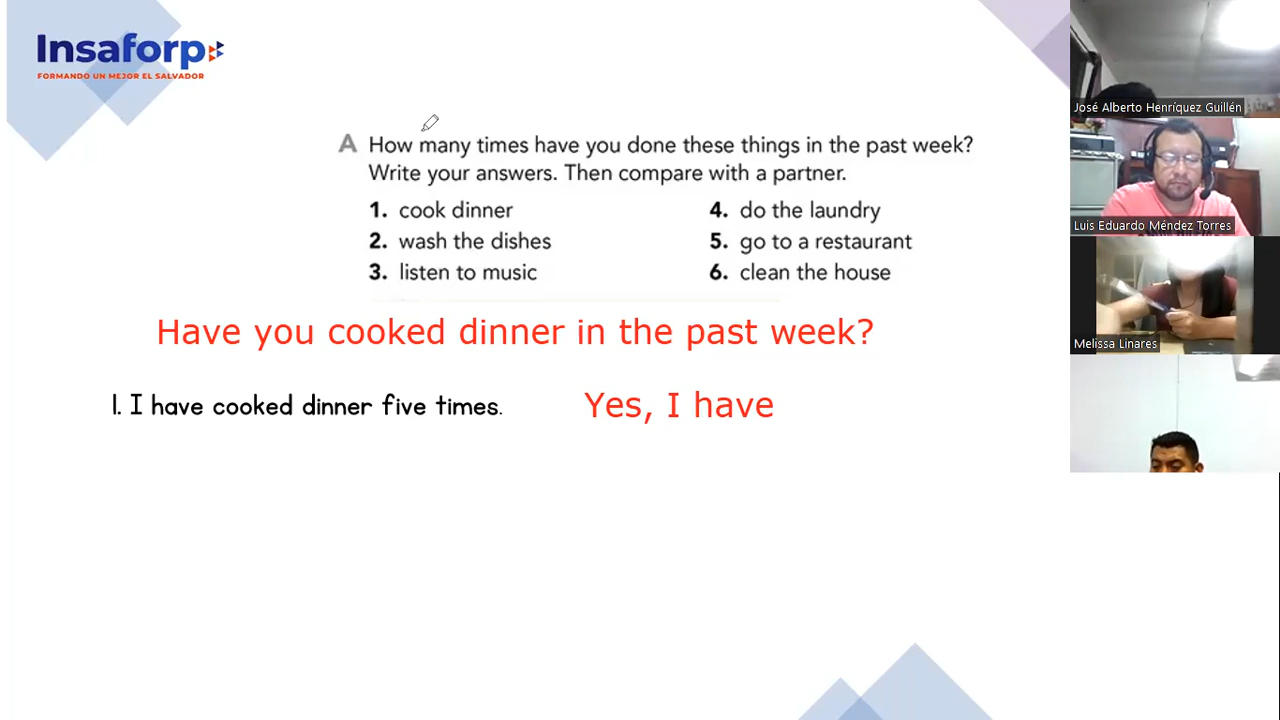 Insaforp
FORMANDO UN MEJOR EL SALVADOR
A How many times have you done these things in the past week?
Write your answers. Then compare with a partner.
1. cook dinner
2. wash the dishes
3. listen to music
4. do the laundry
5. go to a restaurant
6. clean the house
Have you cooked dinner in the past week?
1. I have cooked dinner five times.
Yes, I have
José Alberto Henríquez Guillén
Luis Eduardo Méndez Torres
Melissa Linares